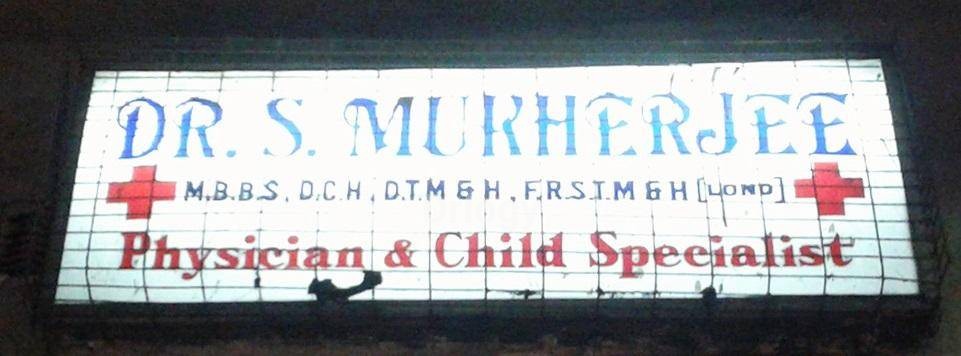 DR. S. MUKHERJEE
M.B.B.S, D.C.H, D.T.M & H, F.R.S.T.M & H [LOND]
Physician & Child Specialist